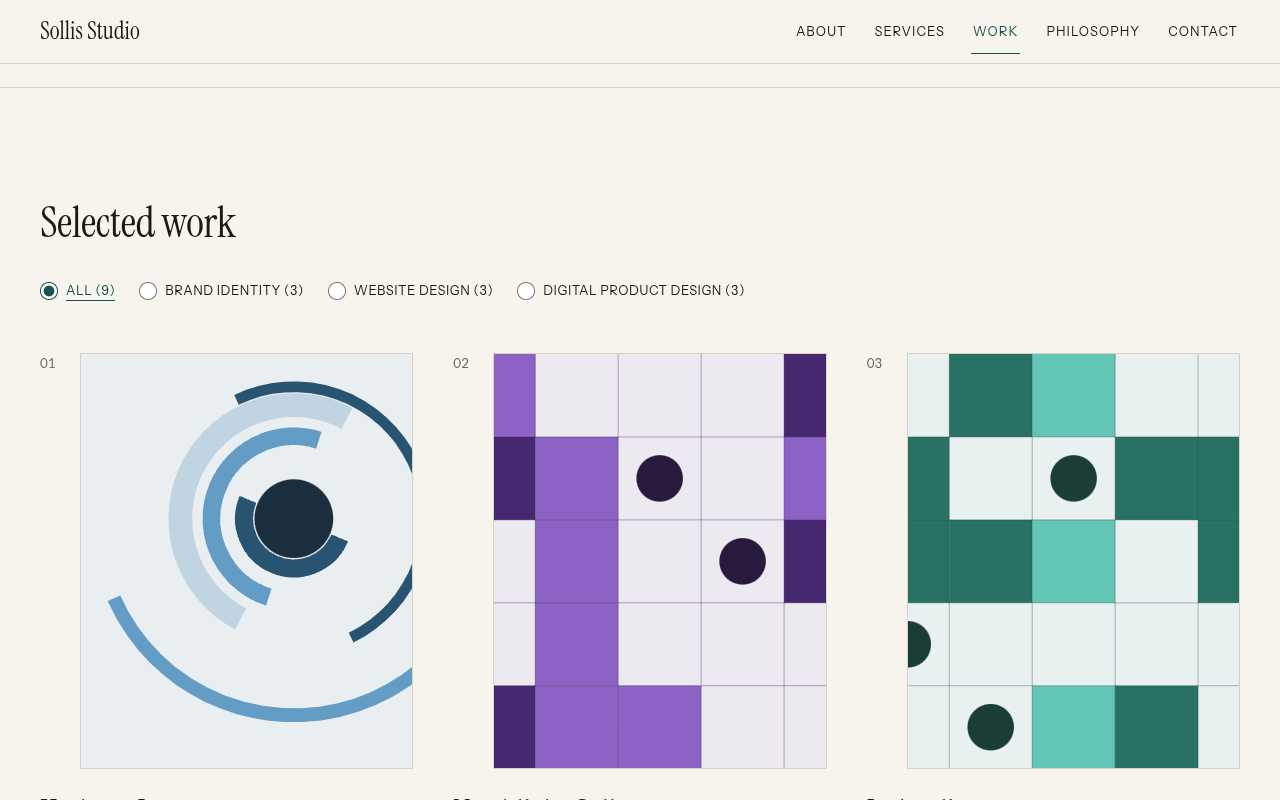 Sollis Studio
ABOUT SERVICES WORK PHILOSOPHY CONTACT
Selected work
ALL (9) BRAND IDENTITY (3) WEBSITE DESIGN (3) DIGITAL PRODUCT DESIGN (3)
01
02
03